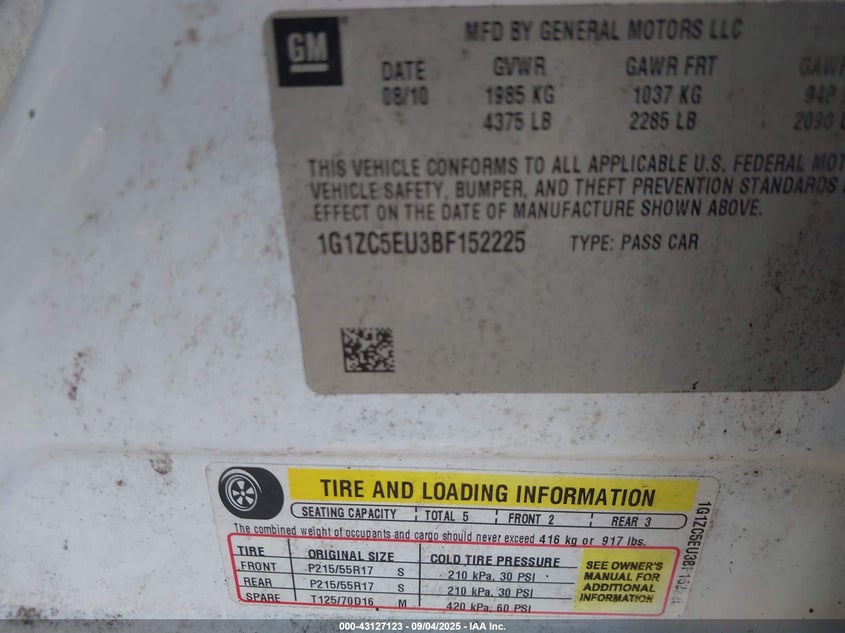 GM
MFD BY GENERAL MOTORS LLC
DATE GVWR GAWR FRT GAW
08/10 1985 KG 1037 KG 948
4375 LB 2285 LB 2090
THIS VEHICLE CONFORMS TO ALL APPLICABLE U.S. FEDERAL MOT
VEHICLE SAFETY, BUMPER, AND THEFT PREVENTION STANDARDS
EFFECT ON THE DATE OF MANUFACTURE SHOWN ABOVE.
1G1ZC5EU3BF152225 TYPE: PASS CAR
TIRE AND LOADING INFORMATION
SEATING CAPACITY TOTAL 5 FRONT 2 REAR 3
The combined weight of occupants and cargo should never exceed 416 kg or 917 lbs.
TIRE ORIGINAL SIZE COLD TIRE PRESSURE
FRONT P215/55R17 S 210 kPa, 30 PSI
REAR P215/55R17 S 210 kPa, 30 PSI
SPARE T125/70D16 M 420 kPa, 60 PSI
SEE OWNER'S
MANUAL FOR
ADDITIONAL
INFORMATION
000-43127123 - 09/04/2025 - IAA Inc.